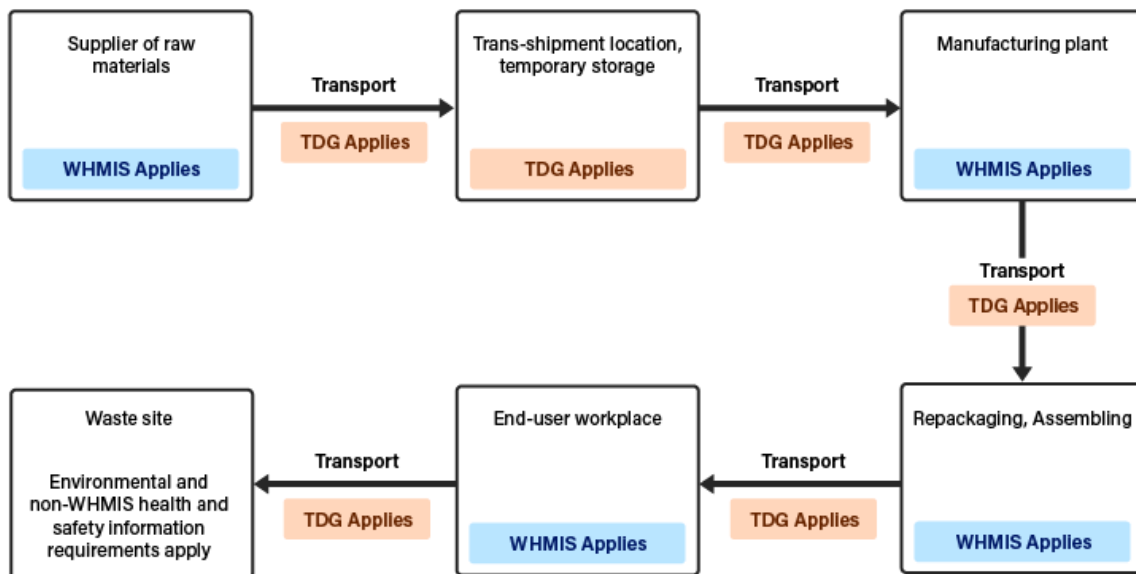 Supplier of raw
materials
WHMIS Applies
Transport
TDG Applies
Trans-shipment location,
temporary storage
TDG Applies
Transport
TDG Applies
Manufacturing plant
WHMIS Applies
Transport
TDG Applies
Repackaging, Assembling
WHMIS Applies
Transport
TDG Applies
End-user workplace
WHMIS Applies
Transport
TDG Applies
Waste site
Environmental and
non-WHMIS health and
safety information
requirements apply